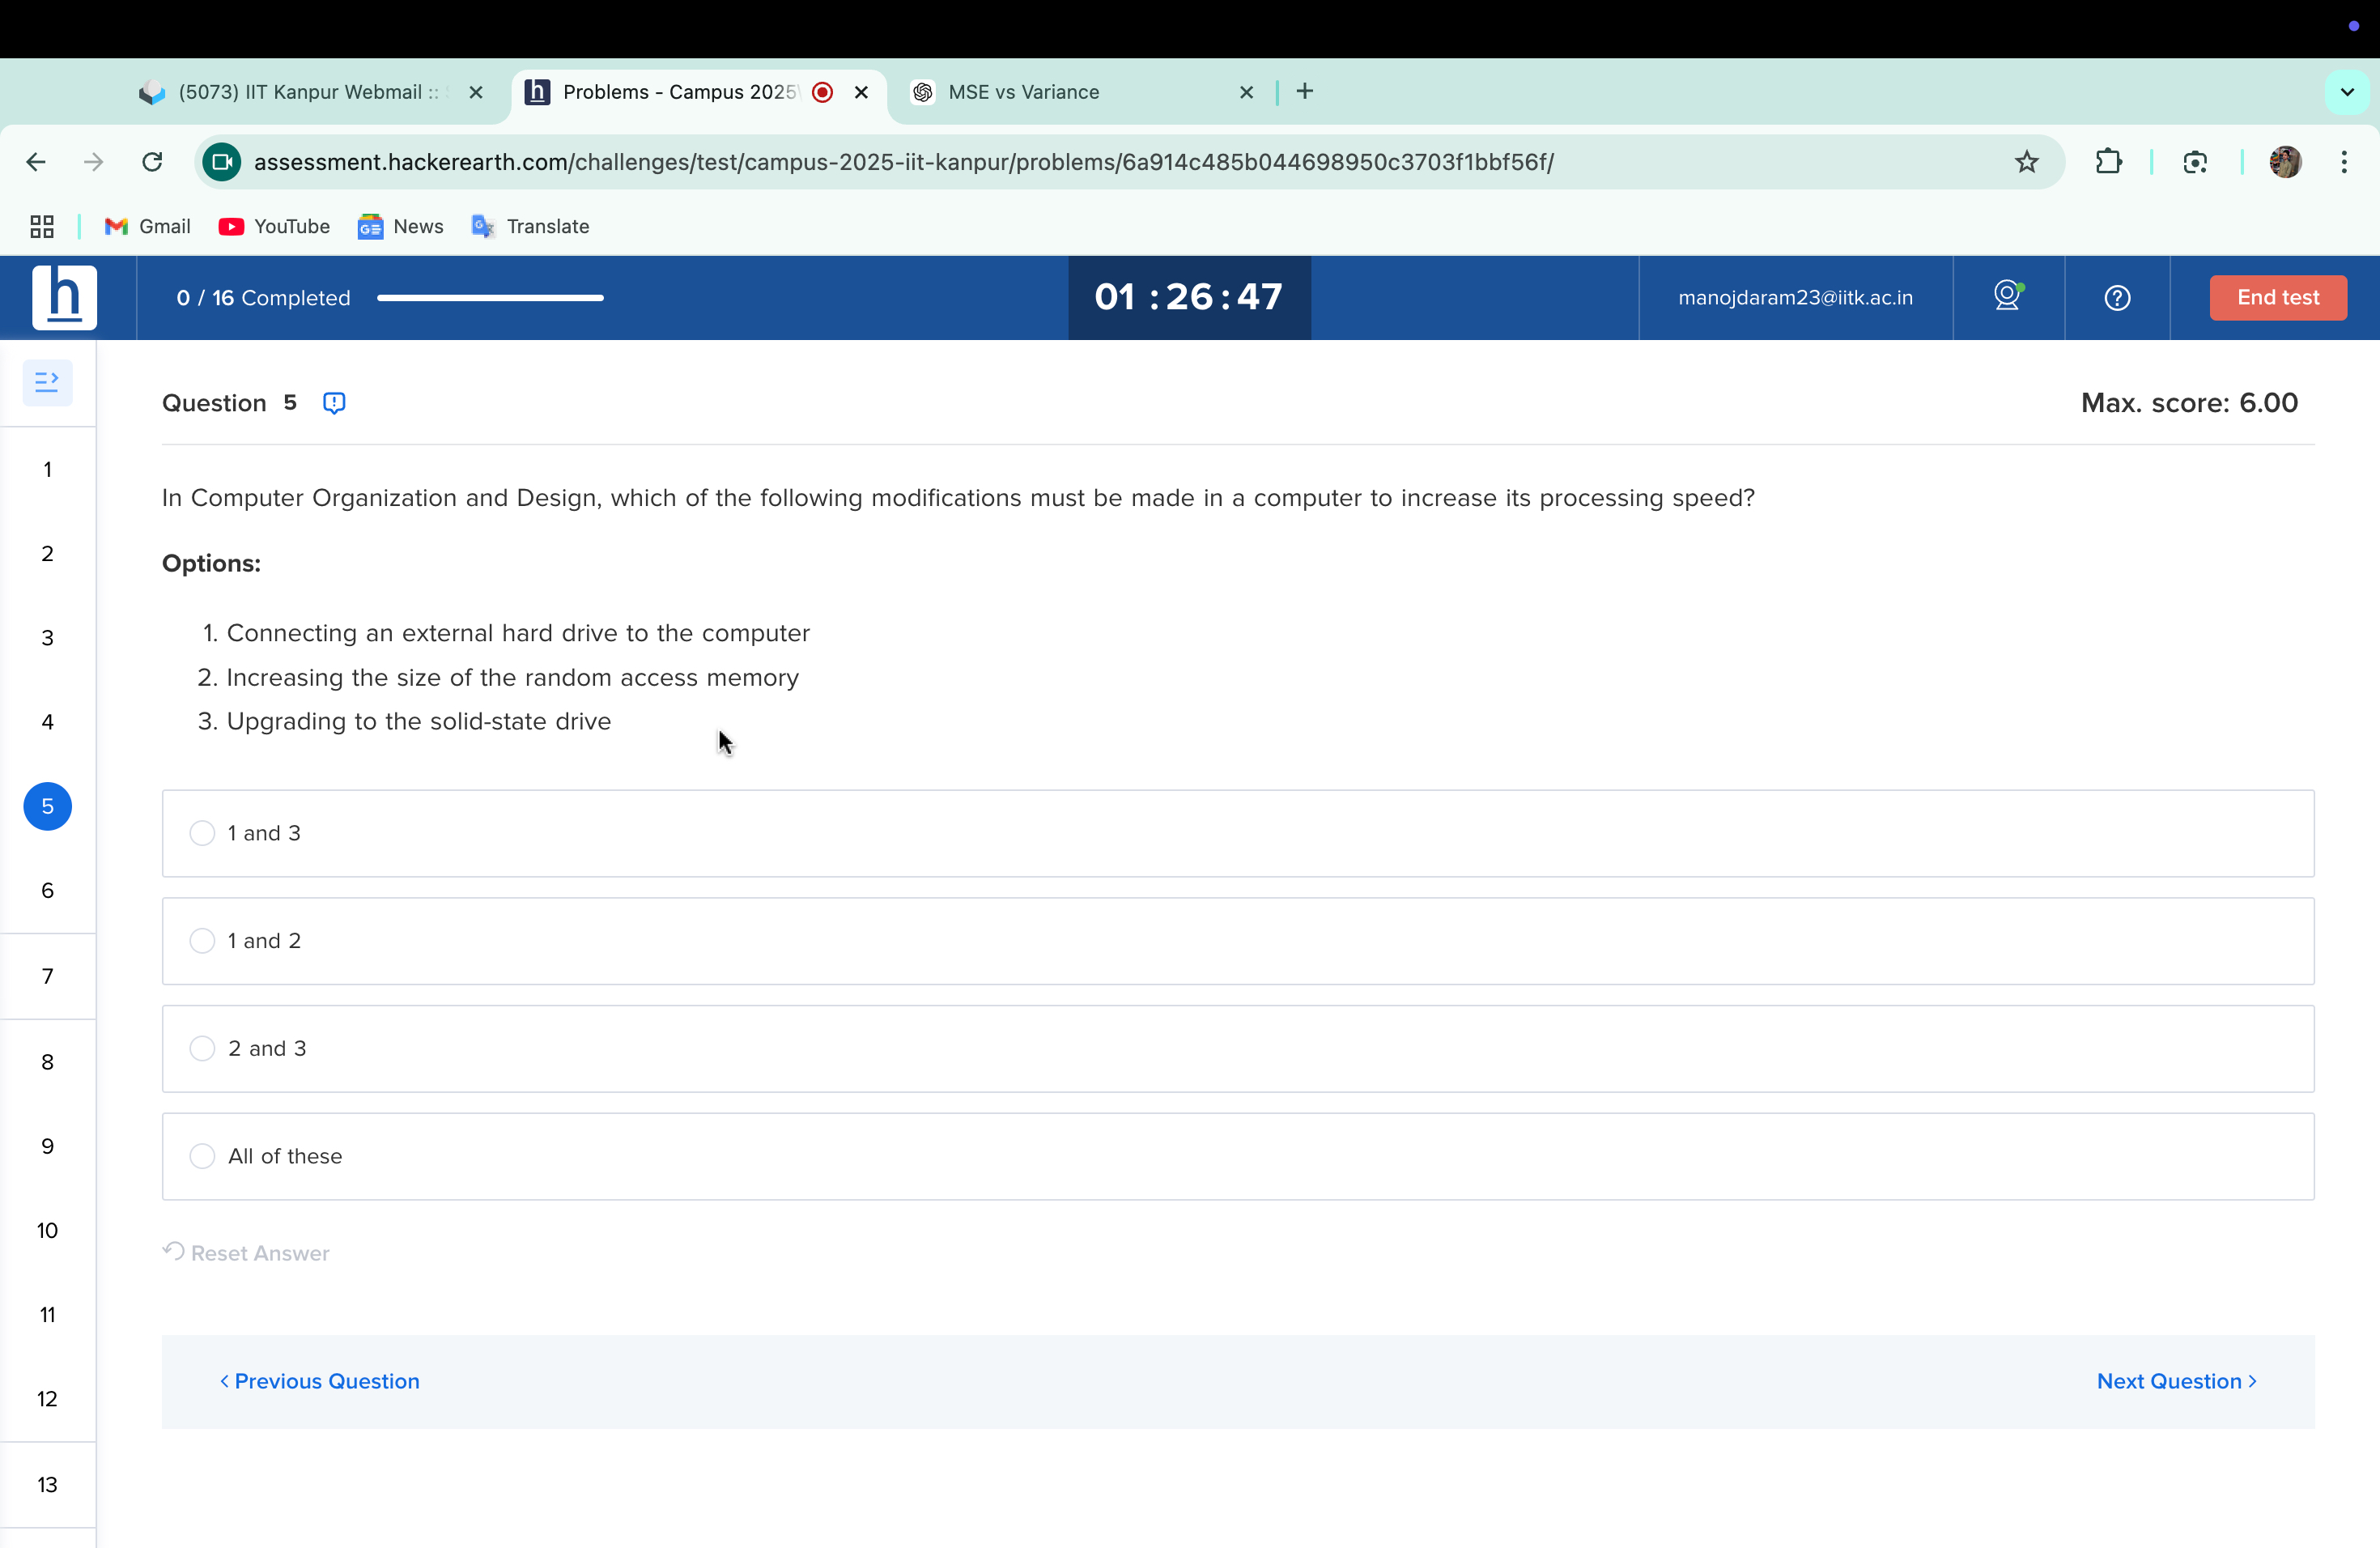 (5073) IIT Kanpur Webmail ::
Problems - Campus 2025
MSE vs Variance
assessment.hackerearth.com/challenges/test/campus-2025-iit-kanpur/problems/6a914c485b044698950c3703f1bbf56f/
Gmail
YouTube
News
Translate
h
0 / 16 Completed
01 : 26 : 47
manojdaram23@iitk.ac.in
End test
Question 5
Max. score: 6.00
In Computer Organization and Design, which of the following modifications must be made in a computer to increase its processing speed?
Options:
1. Connecting an external hard drive to the computer
2. Increasing the size of the random access memory
3. Upgrading to the solid-state drive
1 and 3
1 and 2
2 and 3
All of these
Reset Answer
< Previous Question
Next Question >
1
2
3
4
5
6
7
8
9
10
11
12
13